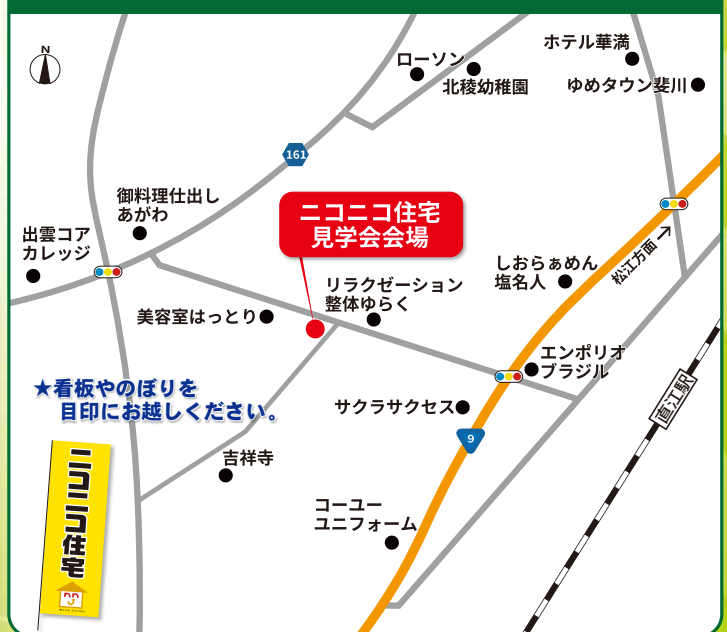 N
ローソン
北稜幼稚園
ホテル華満
ゆめタウン斐川
161
御料理仕出し
あがわ
出雲コア
カレッジ
ニコニコ住宅
見学会会場
松江方面→
しおらぁめん
塩名人
リラクゼーション
整体ゆらく
美容室はっとり
エンポリオ
ブラジル
直江駅
★看板やのぼりを
目印にお越しください。
サクラサクセス
9
吉祥寺
ニコニコ住宅
コーユー
ユニフォーム